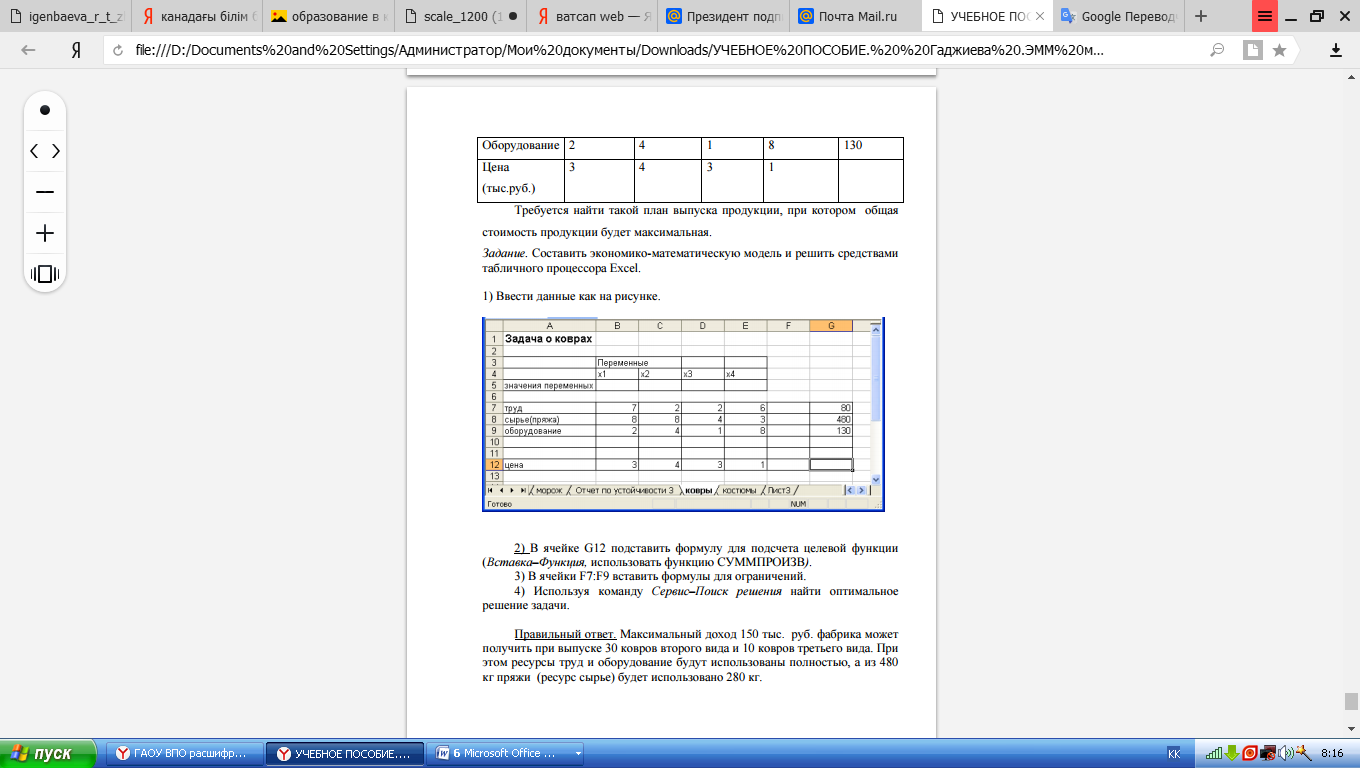 igenbaeva_r_t_z
канадағы білім
образование в к
scale_1200 (1
ватсап web — Я
Президент подп
Почта Mail.ru
УЧЕБНОЕ ПОС
Google Перевод
file:///D:/Documents%20and%20Settings/Администратор/Мои%20документы/Downloads/УЧЕБНОЕ%20ПОСОБИЕ.%20%20Гаджиева%20.ЭММ%20м...
Оборудование 2 4 1 8 130
Цена 3 4 3 1
(тыс.руб.)
Требуется найти такой план выпуска продукции, при котором общая
стоимость продукции будет максимальная.
Задание. Составить экономико-математическую модель и решить средствами
табличного процессора Excel.
1) Ввести данные как на рисунке.
A B C D E F G
1 Задача о коврах
2
3 Переменные
4 x1 x2 x3 x4
5 значения переменных
6
7 труд 7 2 2 6 80
8 сырье(пряжа) 8 8 4 3 480
9 оборудование 2 4 1 8 130
10
11
12 цена 3 4 3 1
13
морож / Отчет по устойчивости 3 \ ковры / костюмы / Лист3 /
Готово NUM
2) В ячейке G12 подставить формулу для подсчета целевой функции
(Вставка–Функция, использовать функцию СУММПРОИЗВ).
3) В ячейки F7:F9 вставить формулы для ограничений.
4) Используя команду Сервис–Поиск решения найти оптимальное
решение задачи.
Правильный ответ. Максимальный доход 150 тыс. руб. фабрика может
получить при выпуске 30 ковров второго вида и 10 ковров третьего вида. При
этом ресурсы труд и оборудование будут использованы полностью, а из 480
кг пряжи (ресурс сырье) будет использовано 280 кг.
пуск
ГАОУ ВПО расшифр...
УЧЕБНОЕ ПОСОБИЕ....
6 Microsoft Office ...
KK
8:16